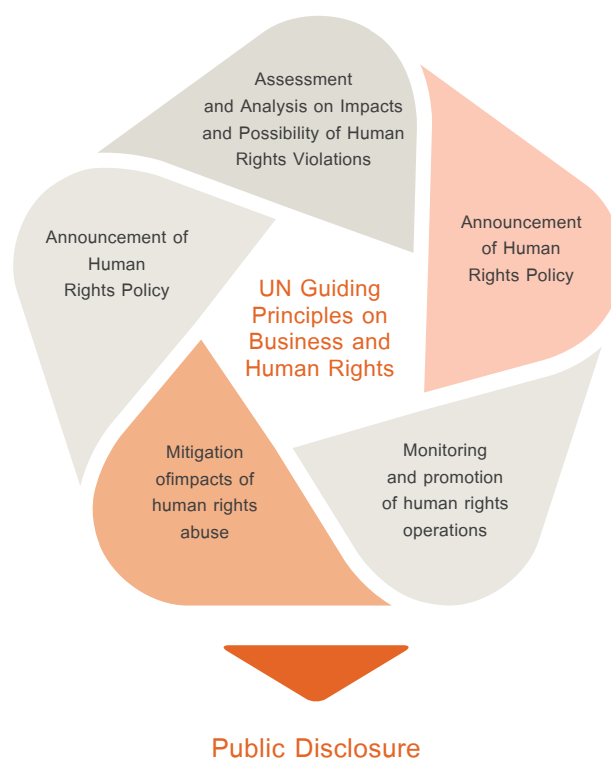 Assessment
and Analysis on Impacts
and Possibility of Human
Rights Violations
Announcement of
Human
Rights Policy
Announcement
of Human
Rights Policy
UN Guiding
Principles on
Business and
Human Rights
Mitigation
ofimpacts of
human rights
abuse
Monitoring
and promotion
of human rights
operations
Public Disclosure